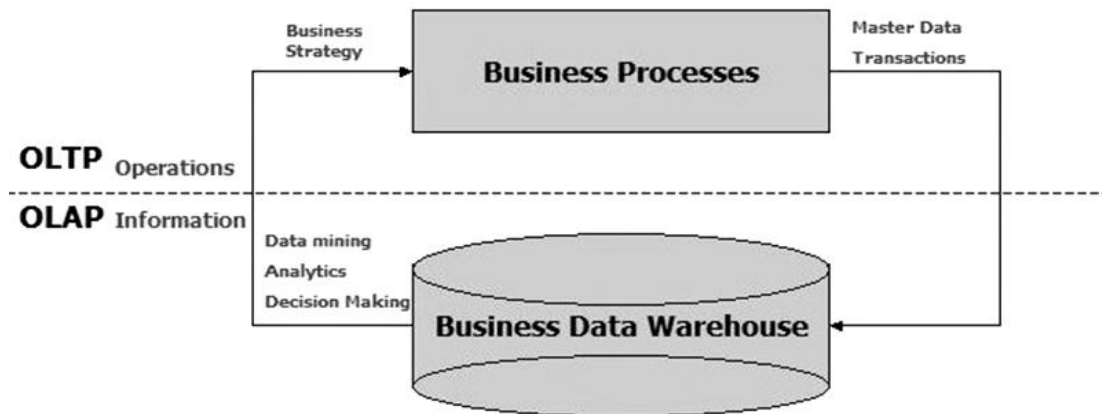 Business
Strategy
Business Processes
Master Data
Transactions
OLTP Operations
OLAP Information
Data mining
Analytics
Decision Making
Business Data Warehouse